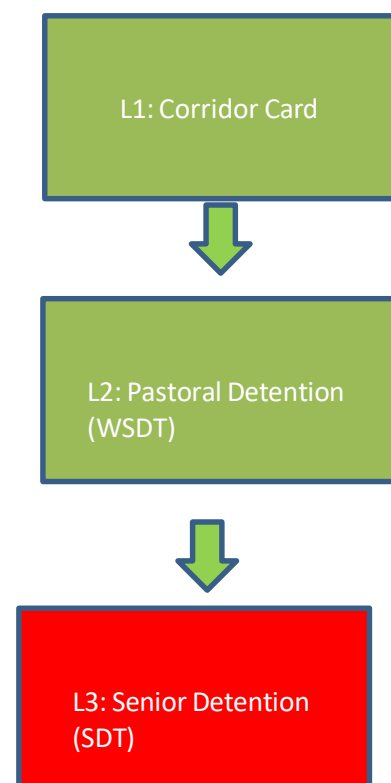 L1: Corridor Card
L2: Pastoral Detention
(WSDT)
L3: Senior Detention
(SDT)